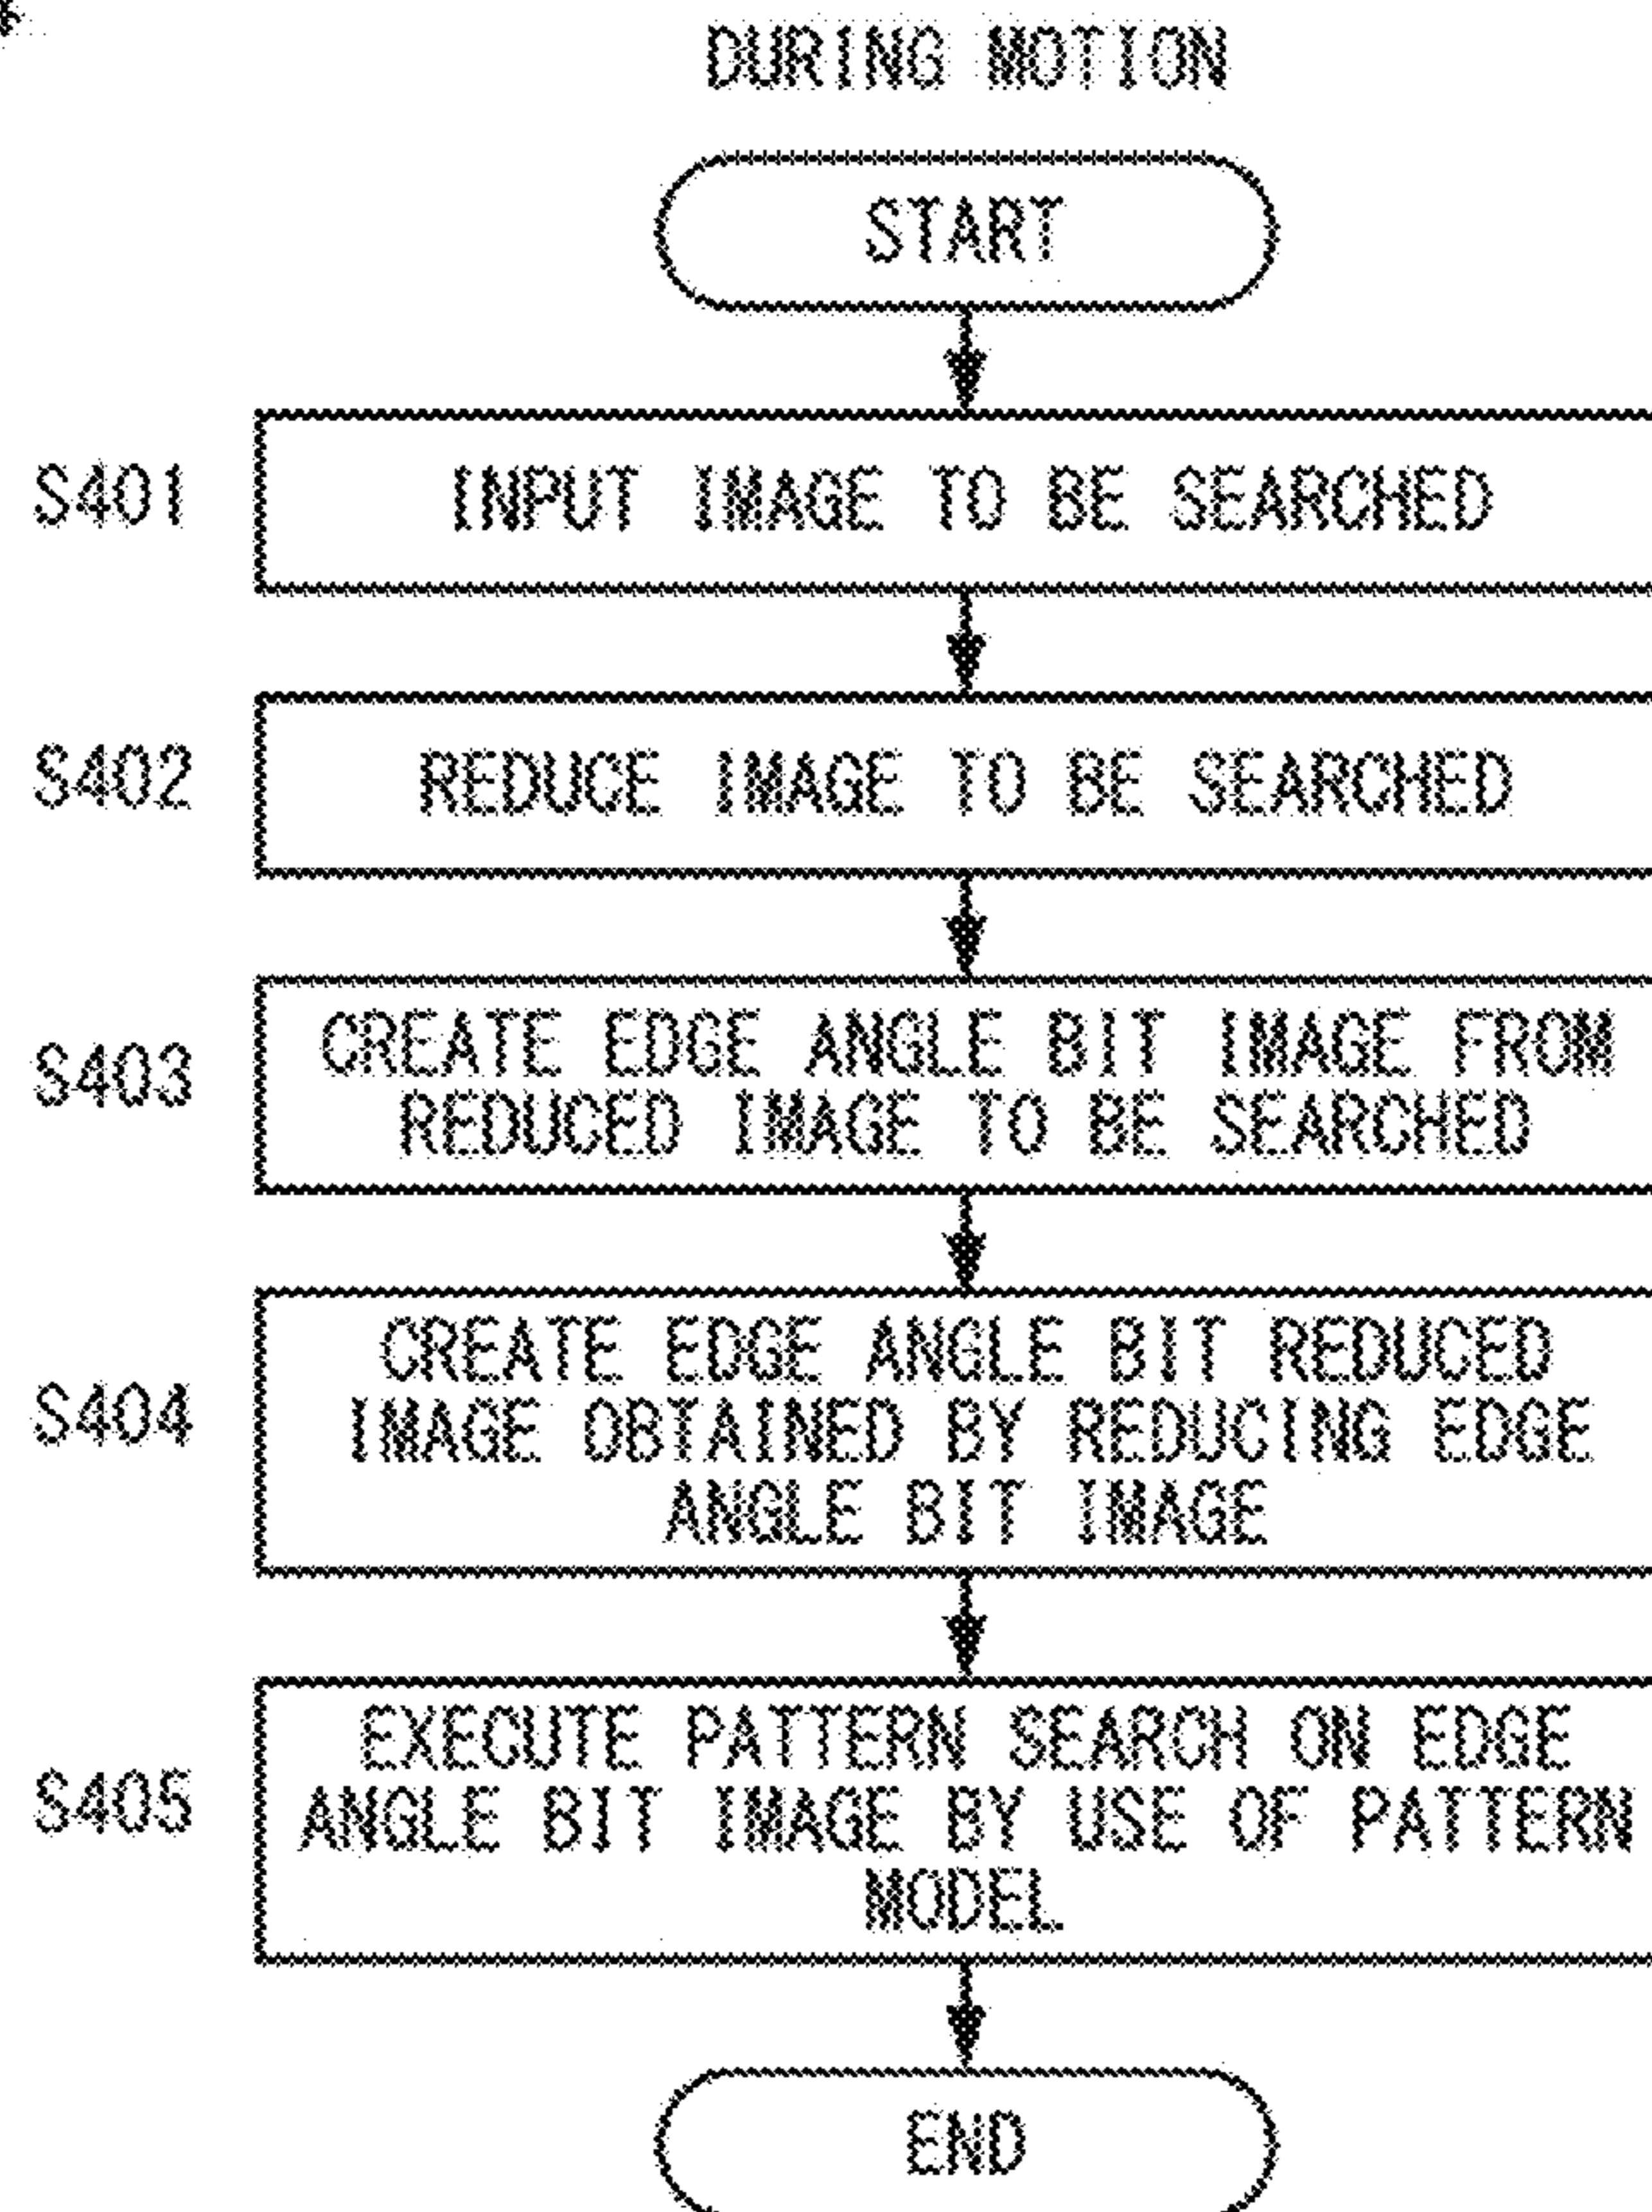 DURING MOTION
START
S401
INPUT IMAGE TO BE SEARCHED
S402
REDUCE IMAGE TO BE SEARCHED
S403
CREATE EDGE ANGLE BIT IMAGE FROM
REDUCED IMAGE TO BE SEARCHED
S404
CREATE EDGE ANGLE BIT REDUCED
IMAGE OBTAINED BY REDUCING EDGE
ANGLE BIT IMAGE
S405
EXECUTE PATTERN SEARCH ON EDGE
ANGLE BIT IMAGE BY USE OF PATTERN
MODEL
END